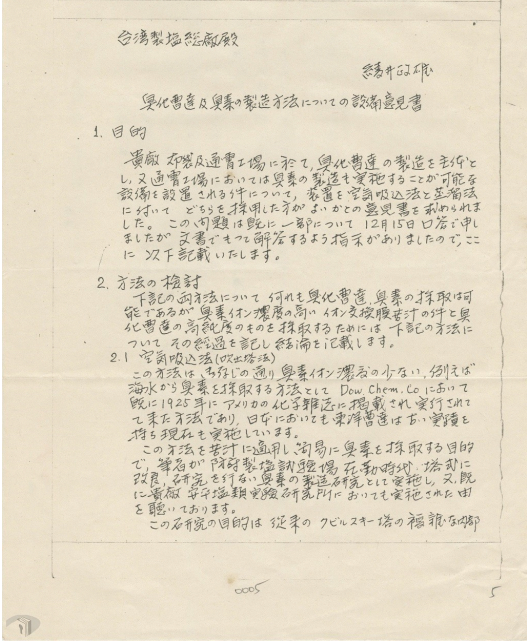 台湾製塩総廠殿
績井政雄
臭化曹達及臭素の製造方法についての設備意見書
1. 目的
貴廠 布袋及通霄工場に於て、臭化曹達の製造を主体と
し、又通霄工場においては臭素の製造も実施することが可能な
設備を設置される件について、装置を空気吸込法と蒸溜法
に付いて どちらを採用した方がよいかとの意見書を求められま
した。この問題は既に一部について 12月15日 口答で申し
ましたが 文書でもつて解答するよう指示がありましたので、ここ
に 以下記載いたします。
2. 方法の検討
下記の両方法について 何れも臭化曹達、臭素の採取は可
能であるが 臭素イオン濃度の高い イオン交換膜苦汁の件と臭
化曹達の高純度のものを採取するためには 下記の方法に
ついて その経過を記し結論を記載します。
2.1 空気吸込法(吹出塔法)
この方法は、御存じの通り臭素イオン濃度の少ない、例えば
海水から臭素を採取する方法として Dow.Chem.Co において
既に1925年に アメリカの化学雑誌に掲載され実行されて
て来た方法であり、日本においても東洋曹達は古い実績を
持ち現在も実施しています。
この方法を苦汁に適用し、簡易に臭素を採取する目的
で、筆者が 防府製塩試験場 在勤時代、塔式に
改良、研究を行ない臭素の製造研究として実施し、又、既
に貴廠 安平塩類実験研究所においても実施された由
を聴いております。
この研究の目的は 従来の クビルスキー塔の複雑な内部
0005
5